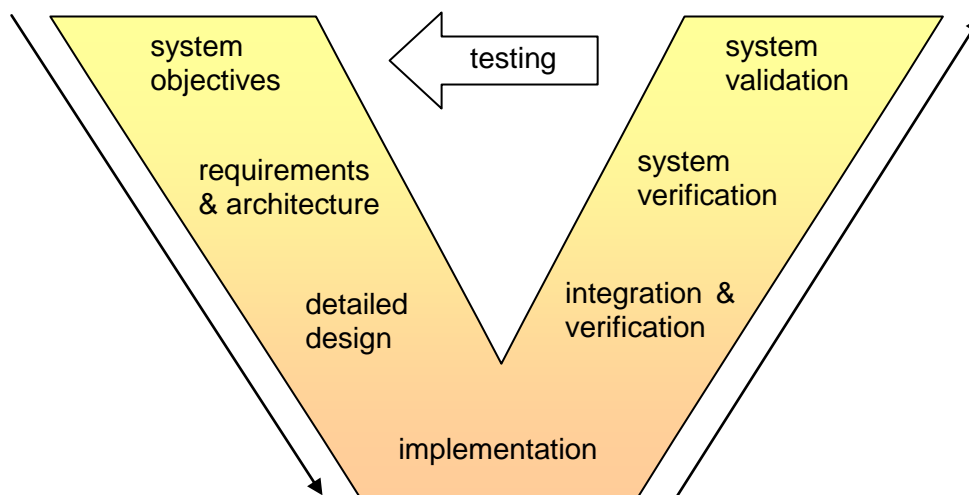 system
objectives
testing
system
validation
requirements
& architecture
system
verification
detailed
design
integration &
verification
implementation